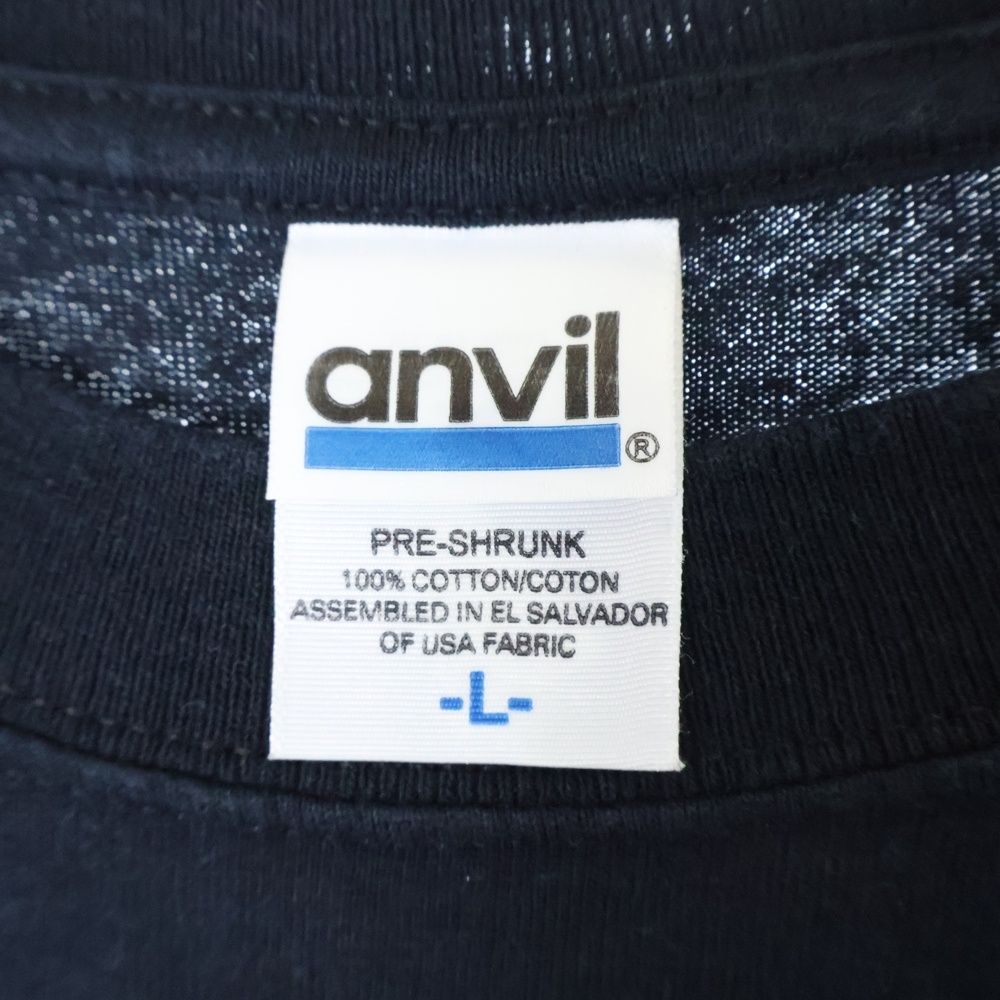 anvil
®
PRE-SHRUNK
100% COTTON/COTON
ASSEMBLED IN EL SALVADOR
OF USA FABRIC
-L-